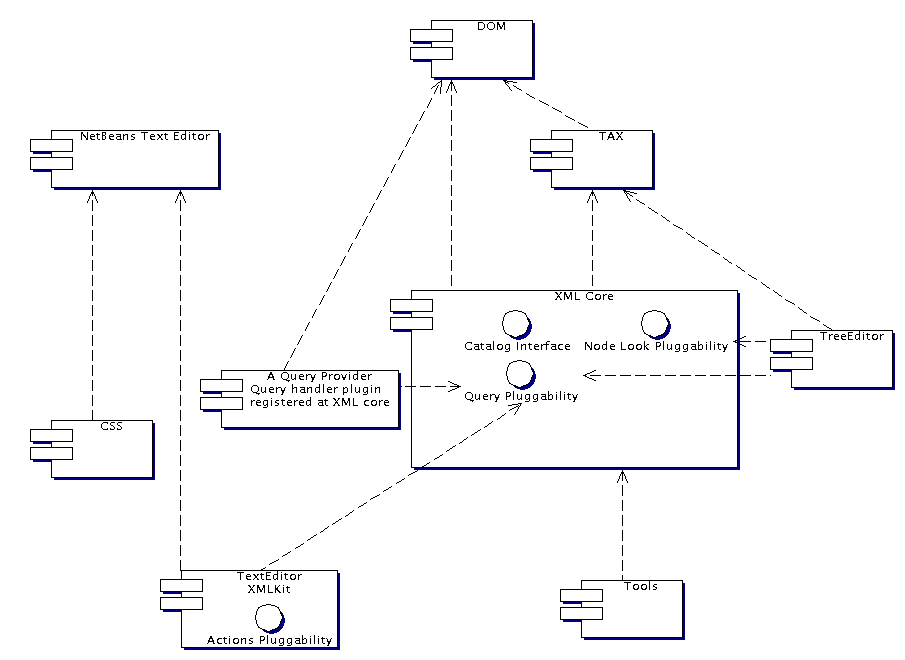 DOM
NetBeans Text Editor
TAX
XML Core
Catalog Interface
Node Look Pluggability
TreeEditor
A Query Provider
Query handler plugin
registered at XML core
Query Pluggability
CSS
TextEditor
XMLKit
Actions Pluggability
Tools